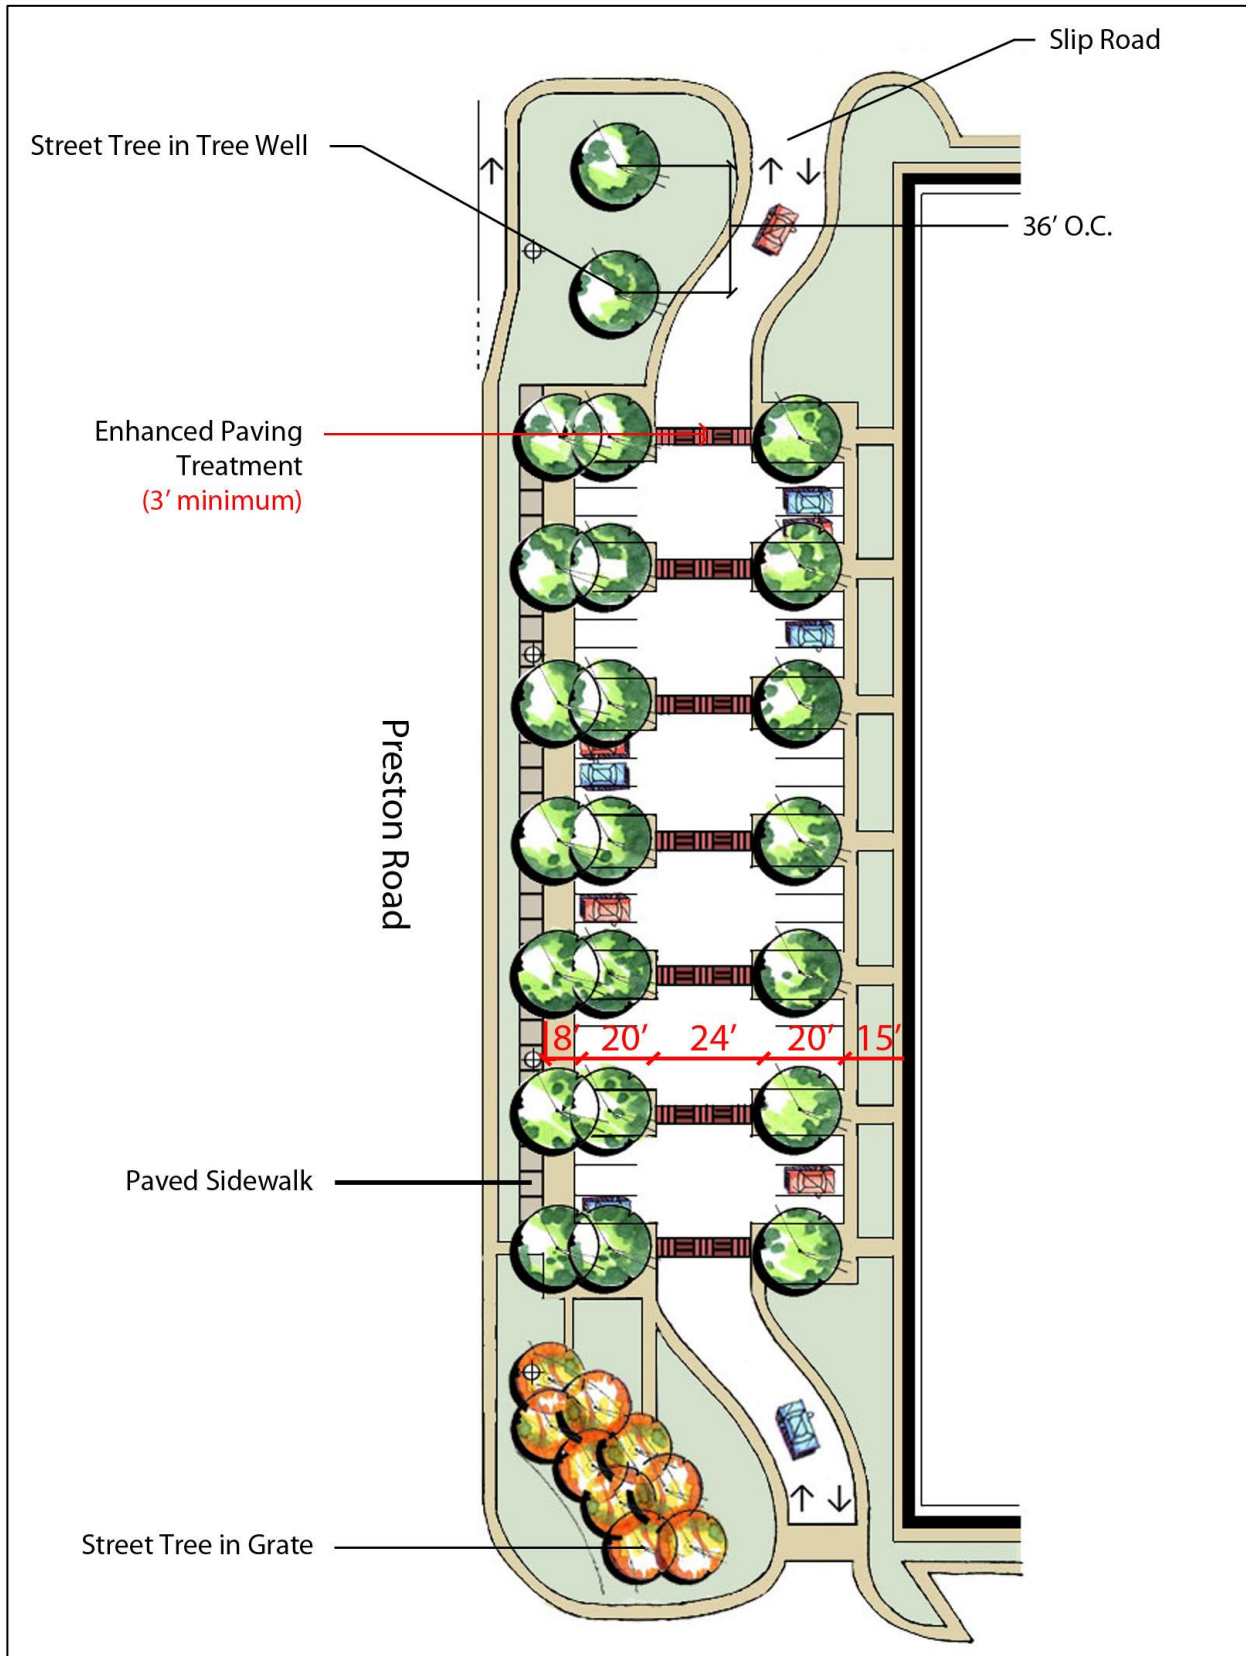 Slip Road
Street Tree in Tree Well
36' O.C.
Enhanced Paving
Treatment
(3' minimum)
Preston Road
8' 20' 24' 20' 15'
Paved Sidewalk
Street Tree in Grate